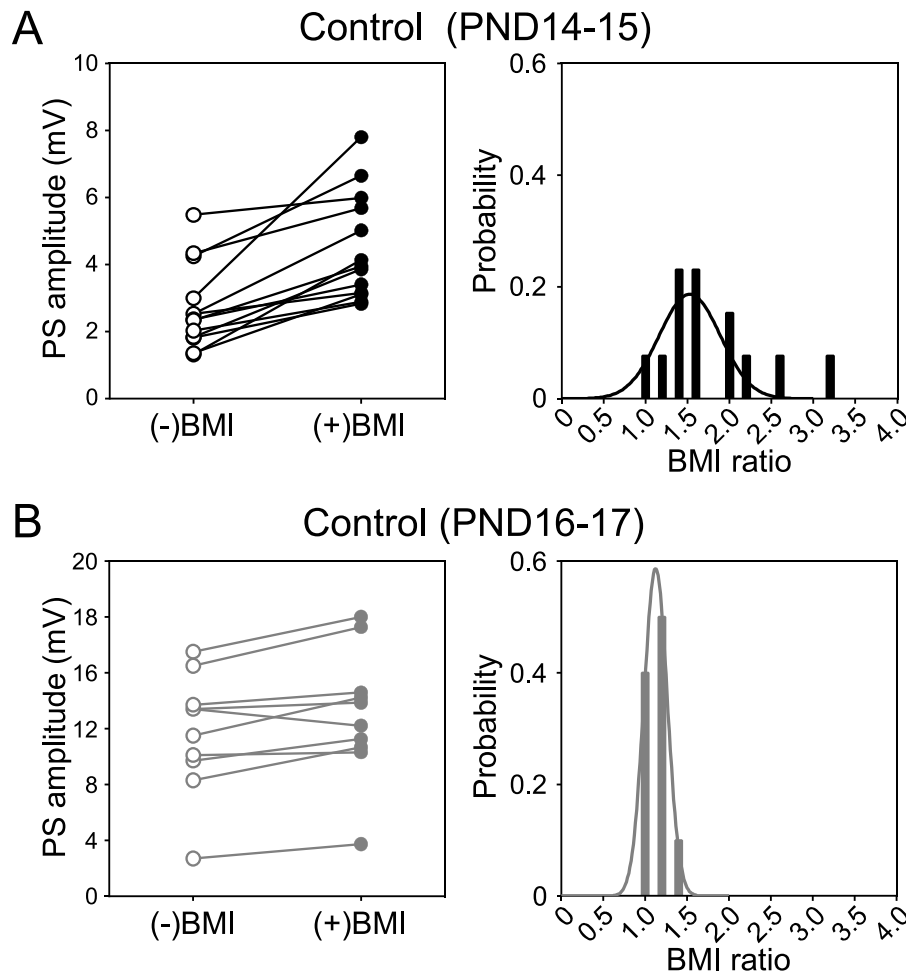 A
Control (PND14-15)
PS amplitude (mV)
10
8
6
4
2
0
(-)BMI
(+)BMI
Probability
0.6
0.4
0.2
0
0
0.5
1.0
1.5
2.0
2.5
3.0
3.5
4.0
BMI ratio
B
Control (PND16-17)
PS amplitude (mV)
20
18
16
12
8
4
0
(-)BMI
(+)BMI
Probability
0.6
0.4
0.2
0
0
0.5
1.0
1.5
2.0
2.5
3.0
3.5
4.0
BMI ratio